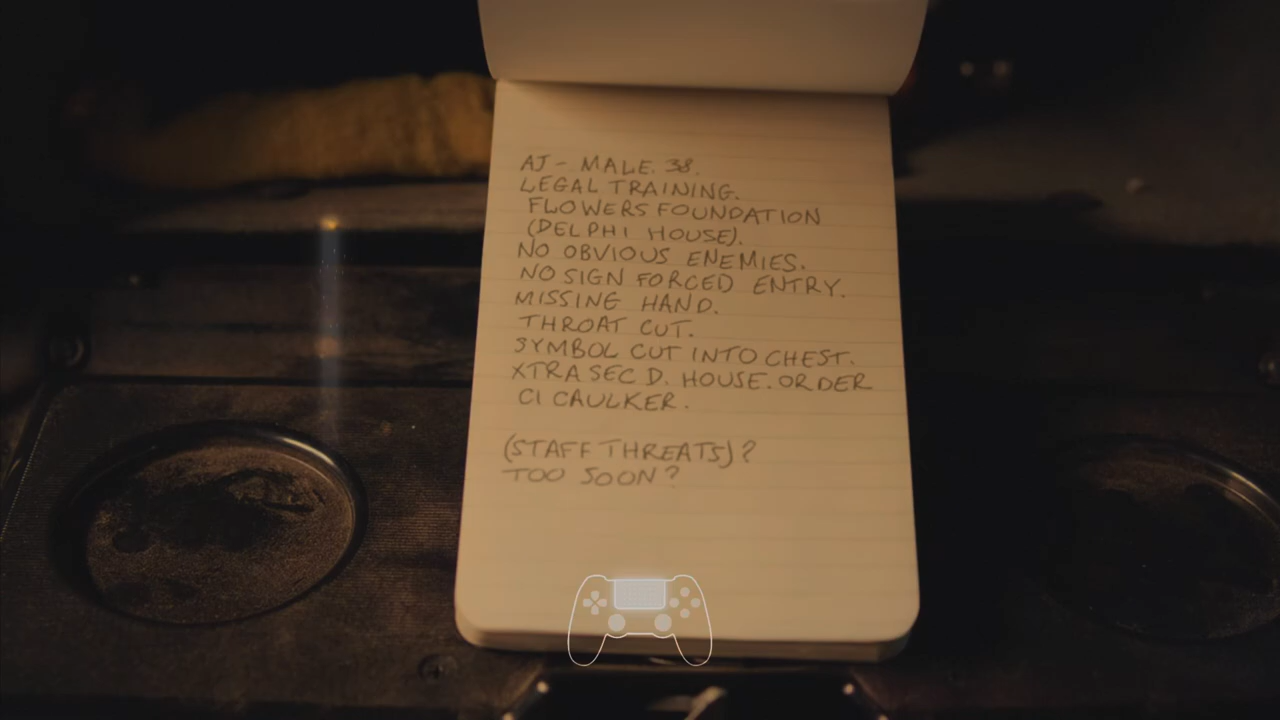 AJ - MALE. 38.
LEGAL TRAINING.
FLOWERS FOUNDATION
(DELPHI HOUSE).
NO OBVIOUS ENEMIES.
NO SIGN FORCED ENTRY.
MISSING HAND.
THROAT CUT.
SYMBOL CUT INTO CHEST.
XTRA SEC D. HOUSE. ORDER
CI CAULKER.
(STAFF THREATS)?
TOO SOON?